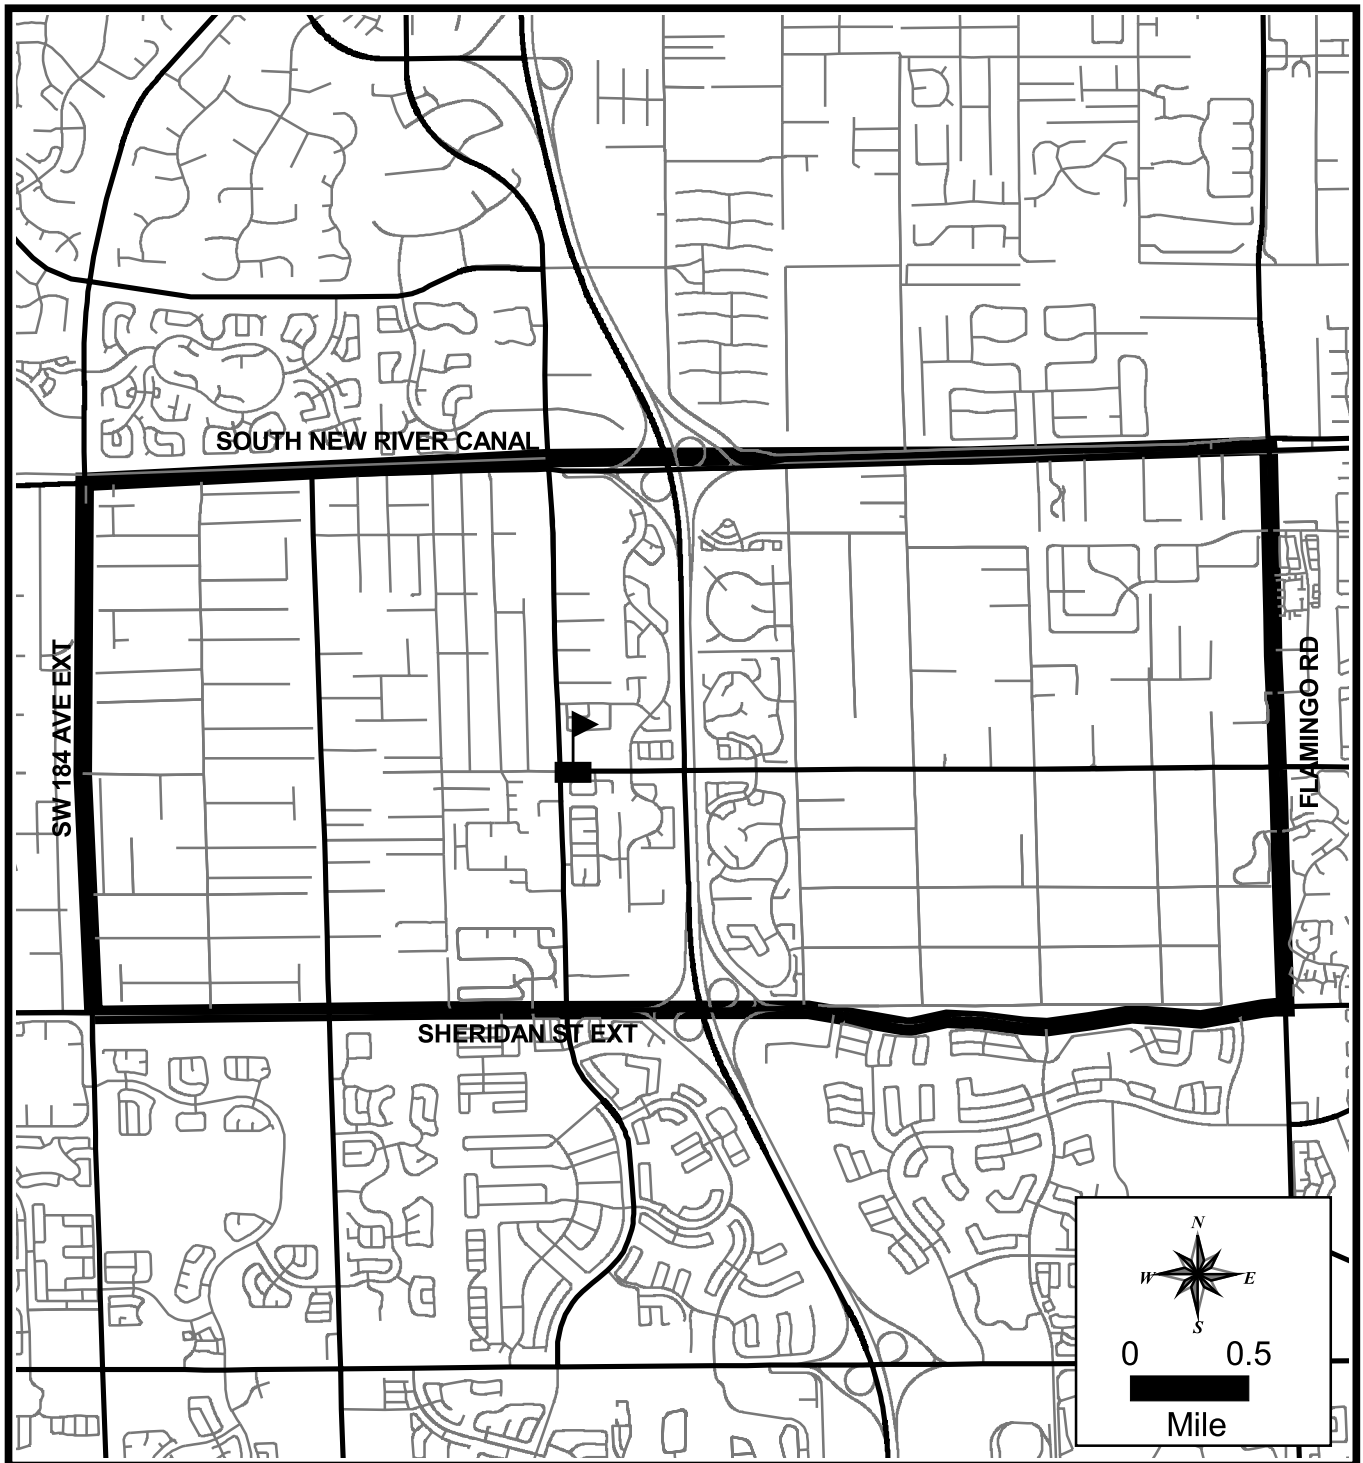 SOUTH NEW RIVER CANAL
SW 184 AVE EXT
FLAMINGO RD
SHERIDAN ST EXT
N
W E
S
0 0.5
Mile